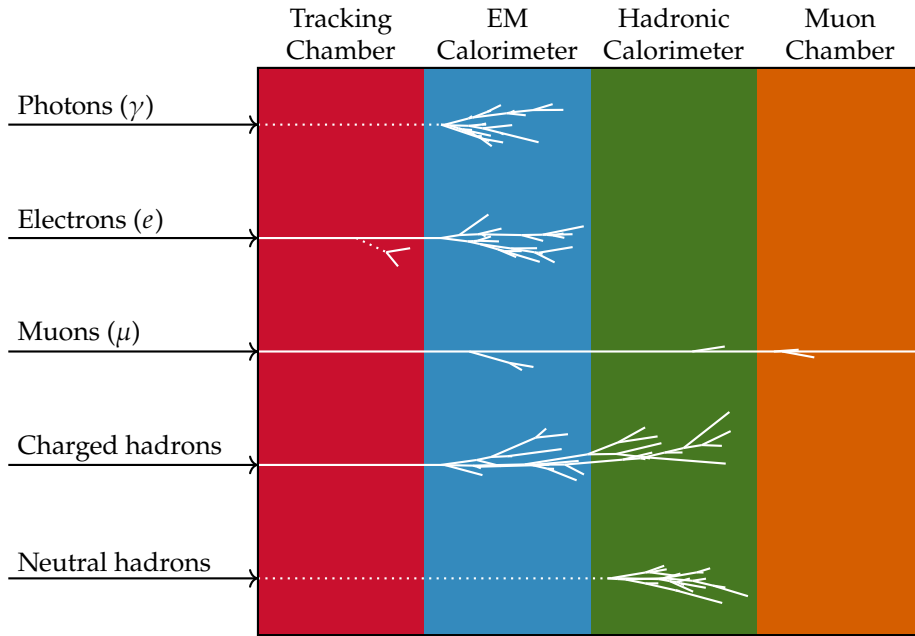 Tracking Chamber
EM Calorimeter
Hadronic Calorimeter
Muon Chamber
Photons (γ)
Electrons (e)
Muons (μ)
Charged hadrons
Neutral hadrons